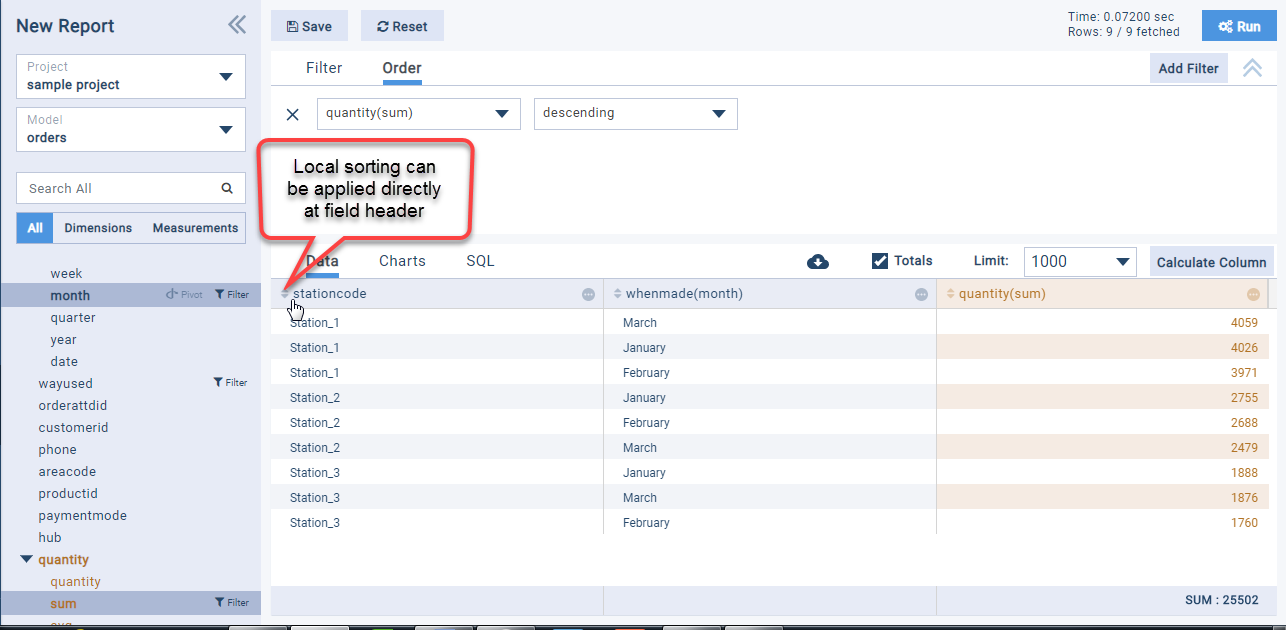 New Report
Project
sample project
Model
orders
Search All
All Dimensions Measurements
week
month Pivot Filter
quarter
year
date
wayused Filter
orderattdid
customerid
phone
areacode
productid
paymentmode
hub
quantity
quantity
sum Filter
Save Reset
Time: 0.07200 sec
Rows: 9 / 9 fetched
Run
Filter Order
Add Filter
quantity(sum) descending
Local sorting can
be applied directly
at field header
Data Charts SQL
Totals Limit: 1000 Calculate Column
stationcode whenmade(month) quantity(sum)
Station_1 March 4059
Station_1 January 4026
Station_1 February 3971
Station_2 January 2755
Station_2 February 2688
Station_2 March 2479
Station_3 January 1888
Station_3 March 1876
Station_3 February 1760
SUM : 25502